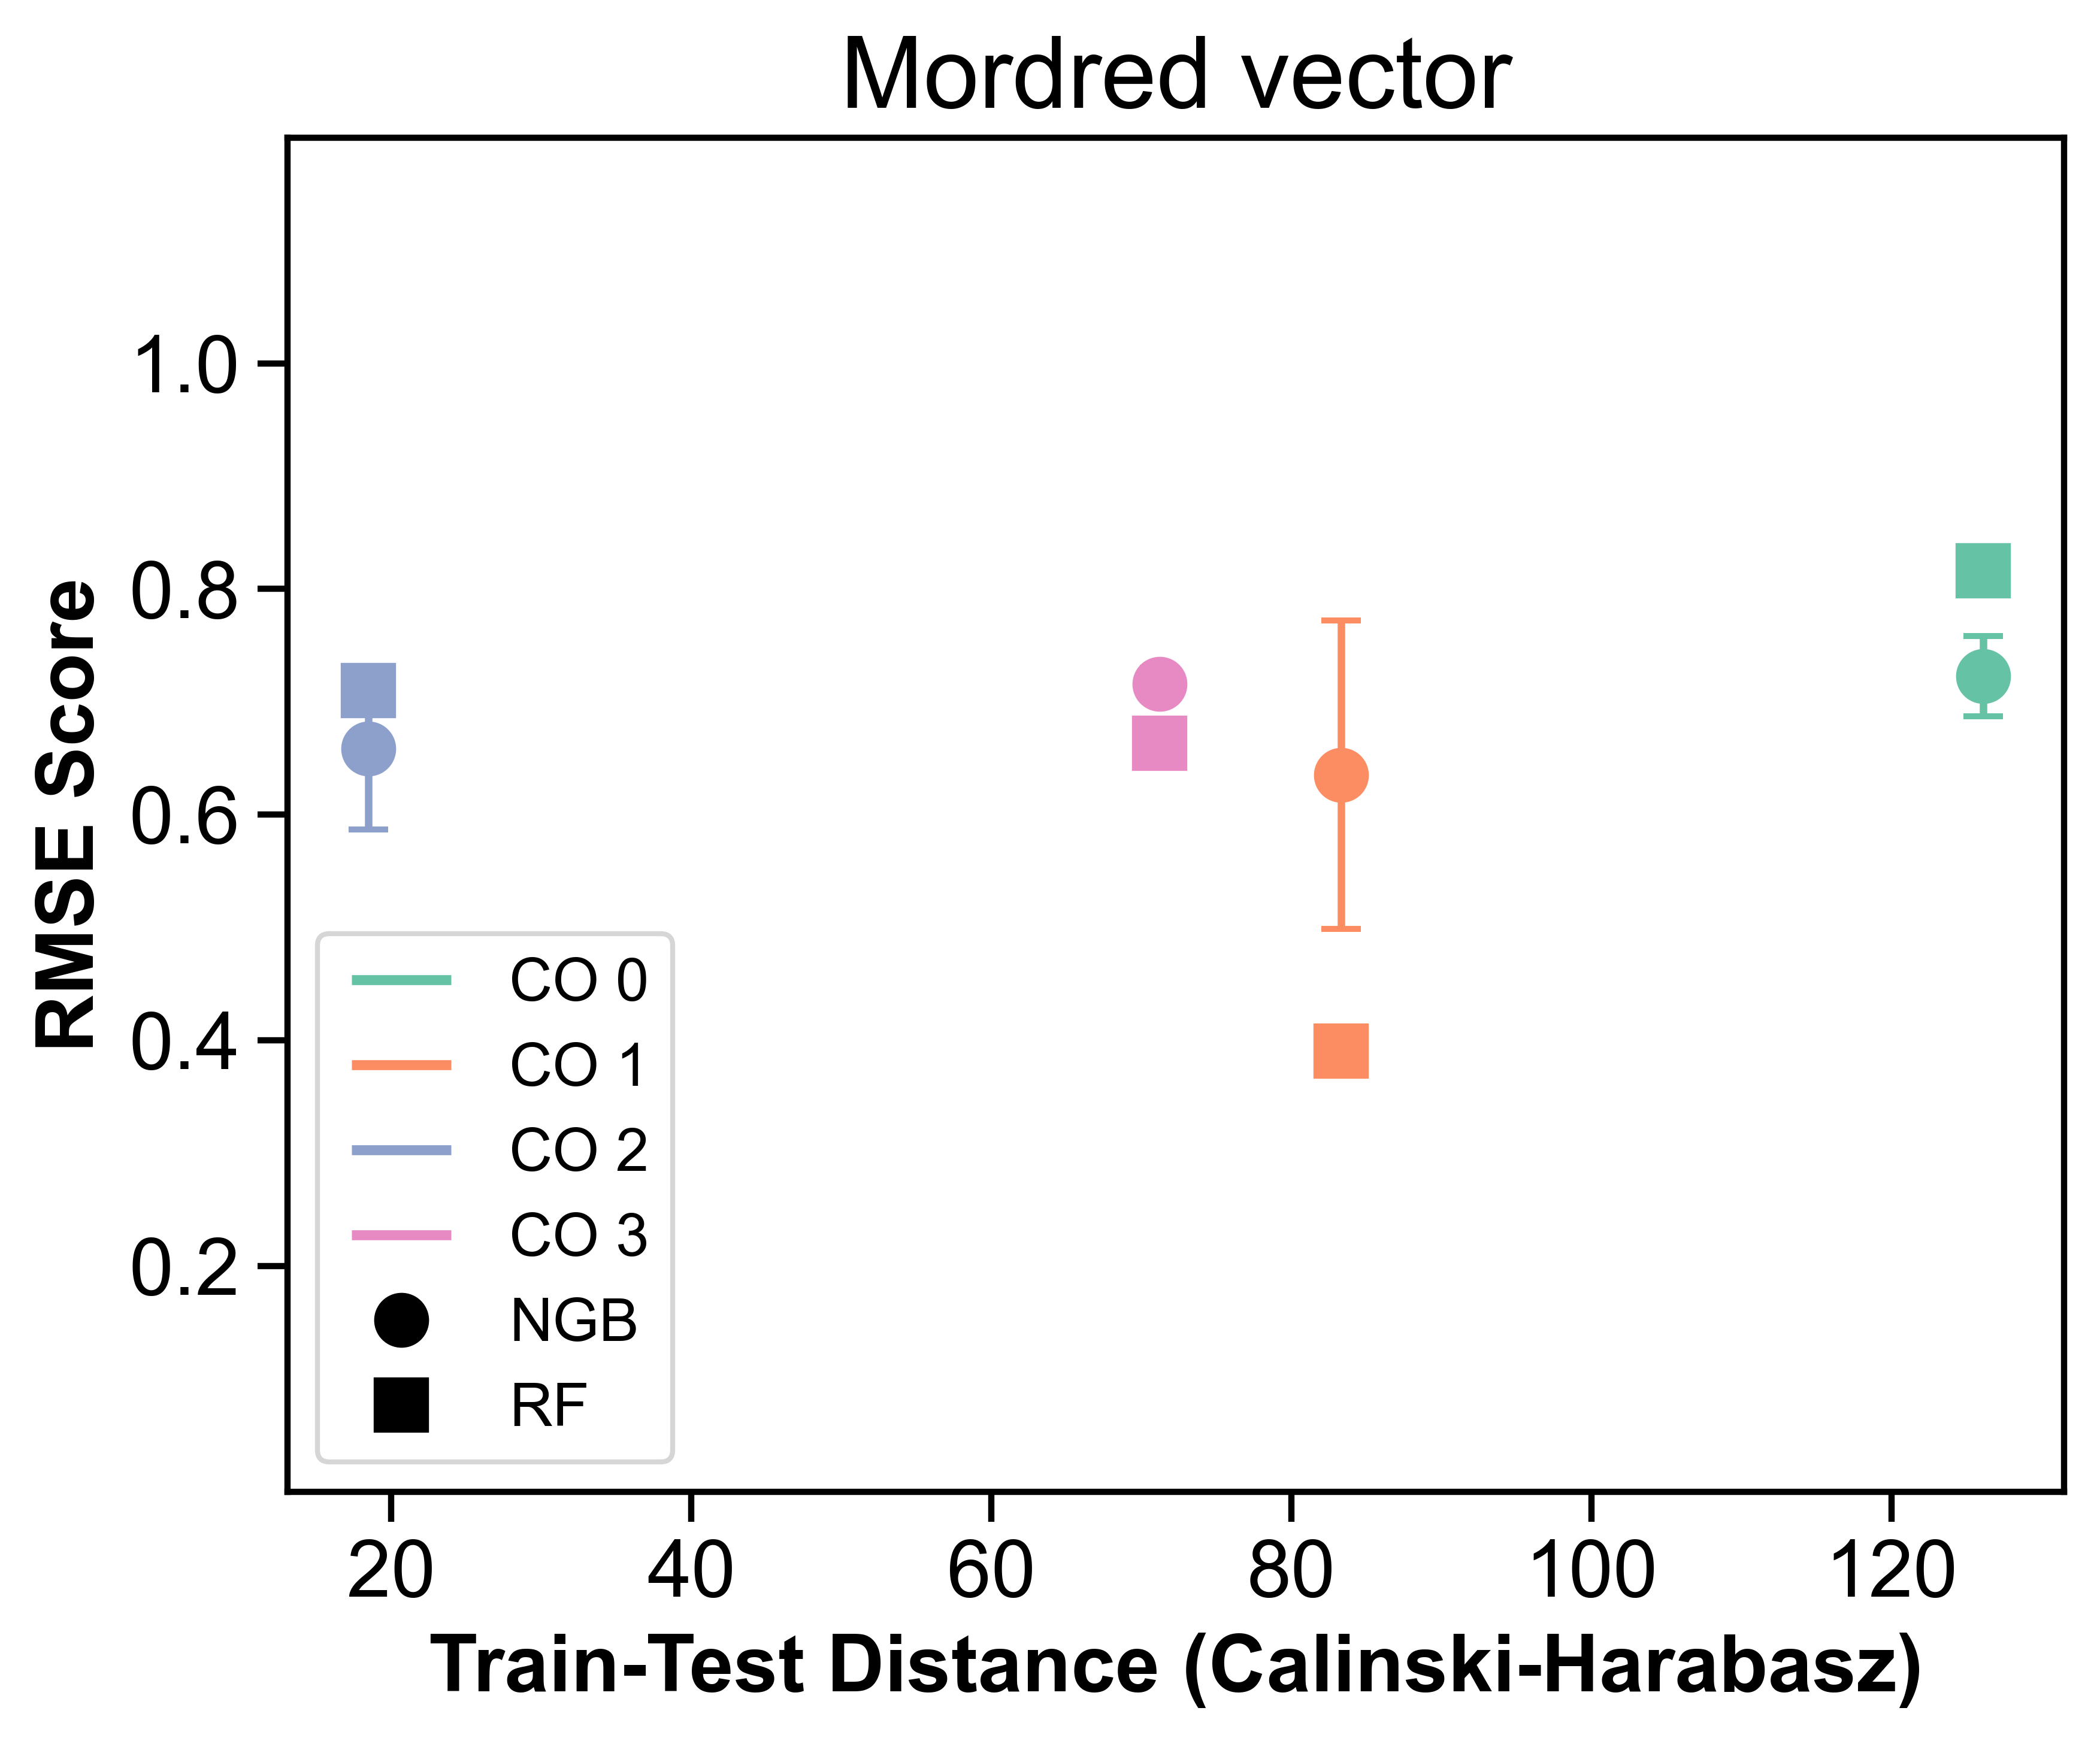 Mordred vector
1.0
0.8
0.6
0.4
0.2
RMSE Score
CO 0
CO 1
CO 2
CO 3
NGB
RF
20 40 60 80 100 120
Train-Test Distance (Calinski-Harabasz)